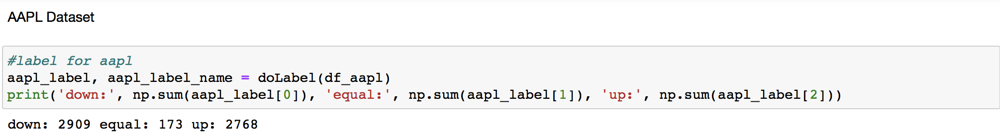 AAPL Dataset
#label for aapl
aapl_label, aapl_label_name = doLabel(df_aapl)
print('down:', np.sum(aapl_label[0]), 'equal:', np.sum(aapl_label[1]), 'up:', np.sum(aapl_label[2]))
down: 2909 equal: 173 up: 2768